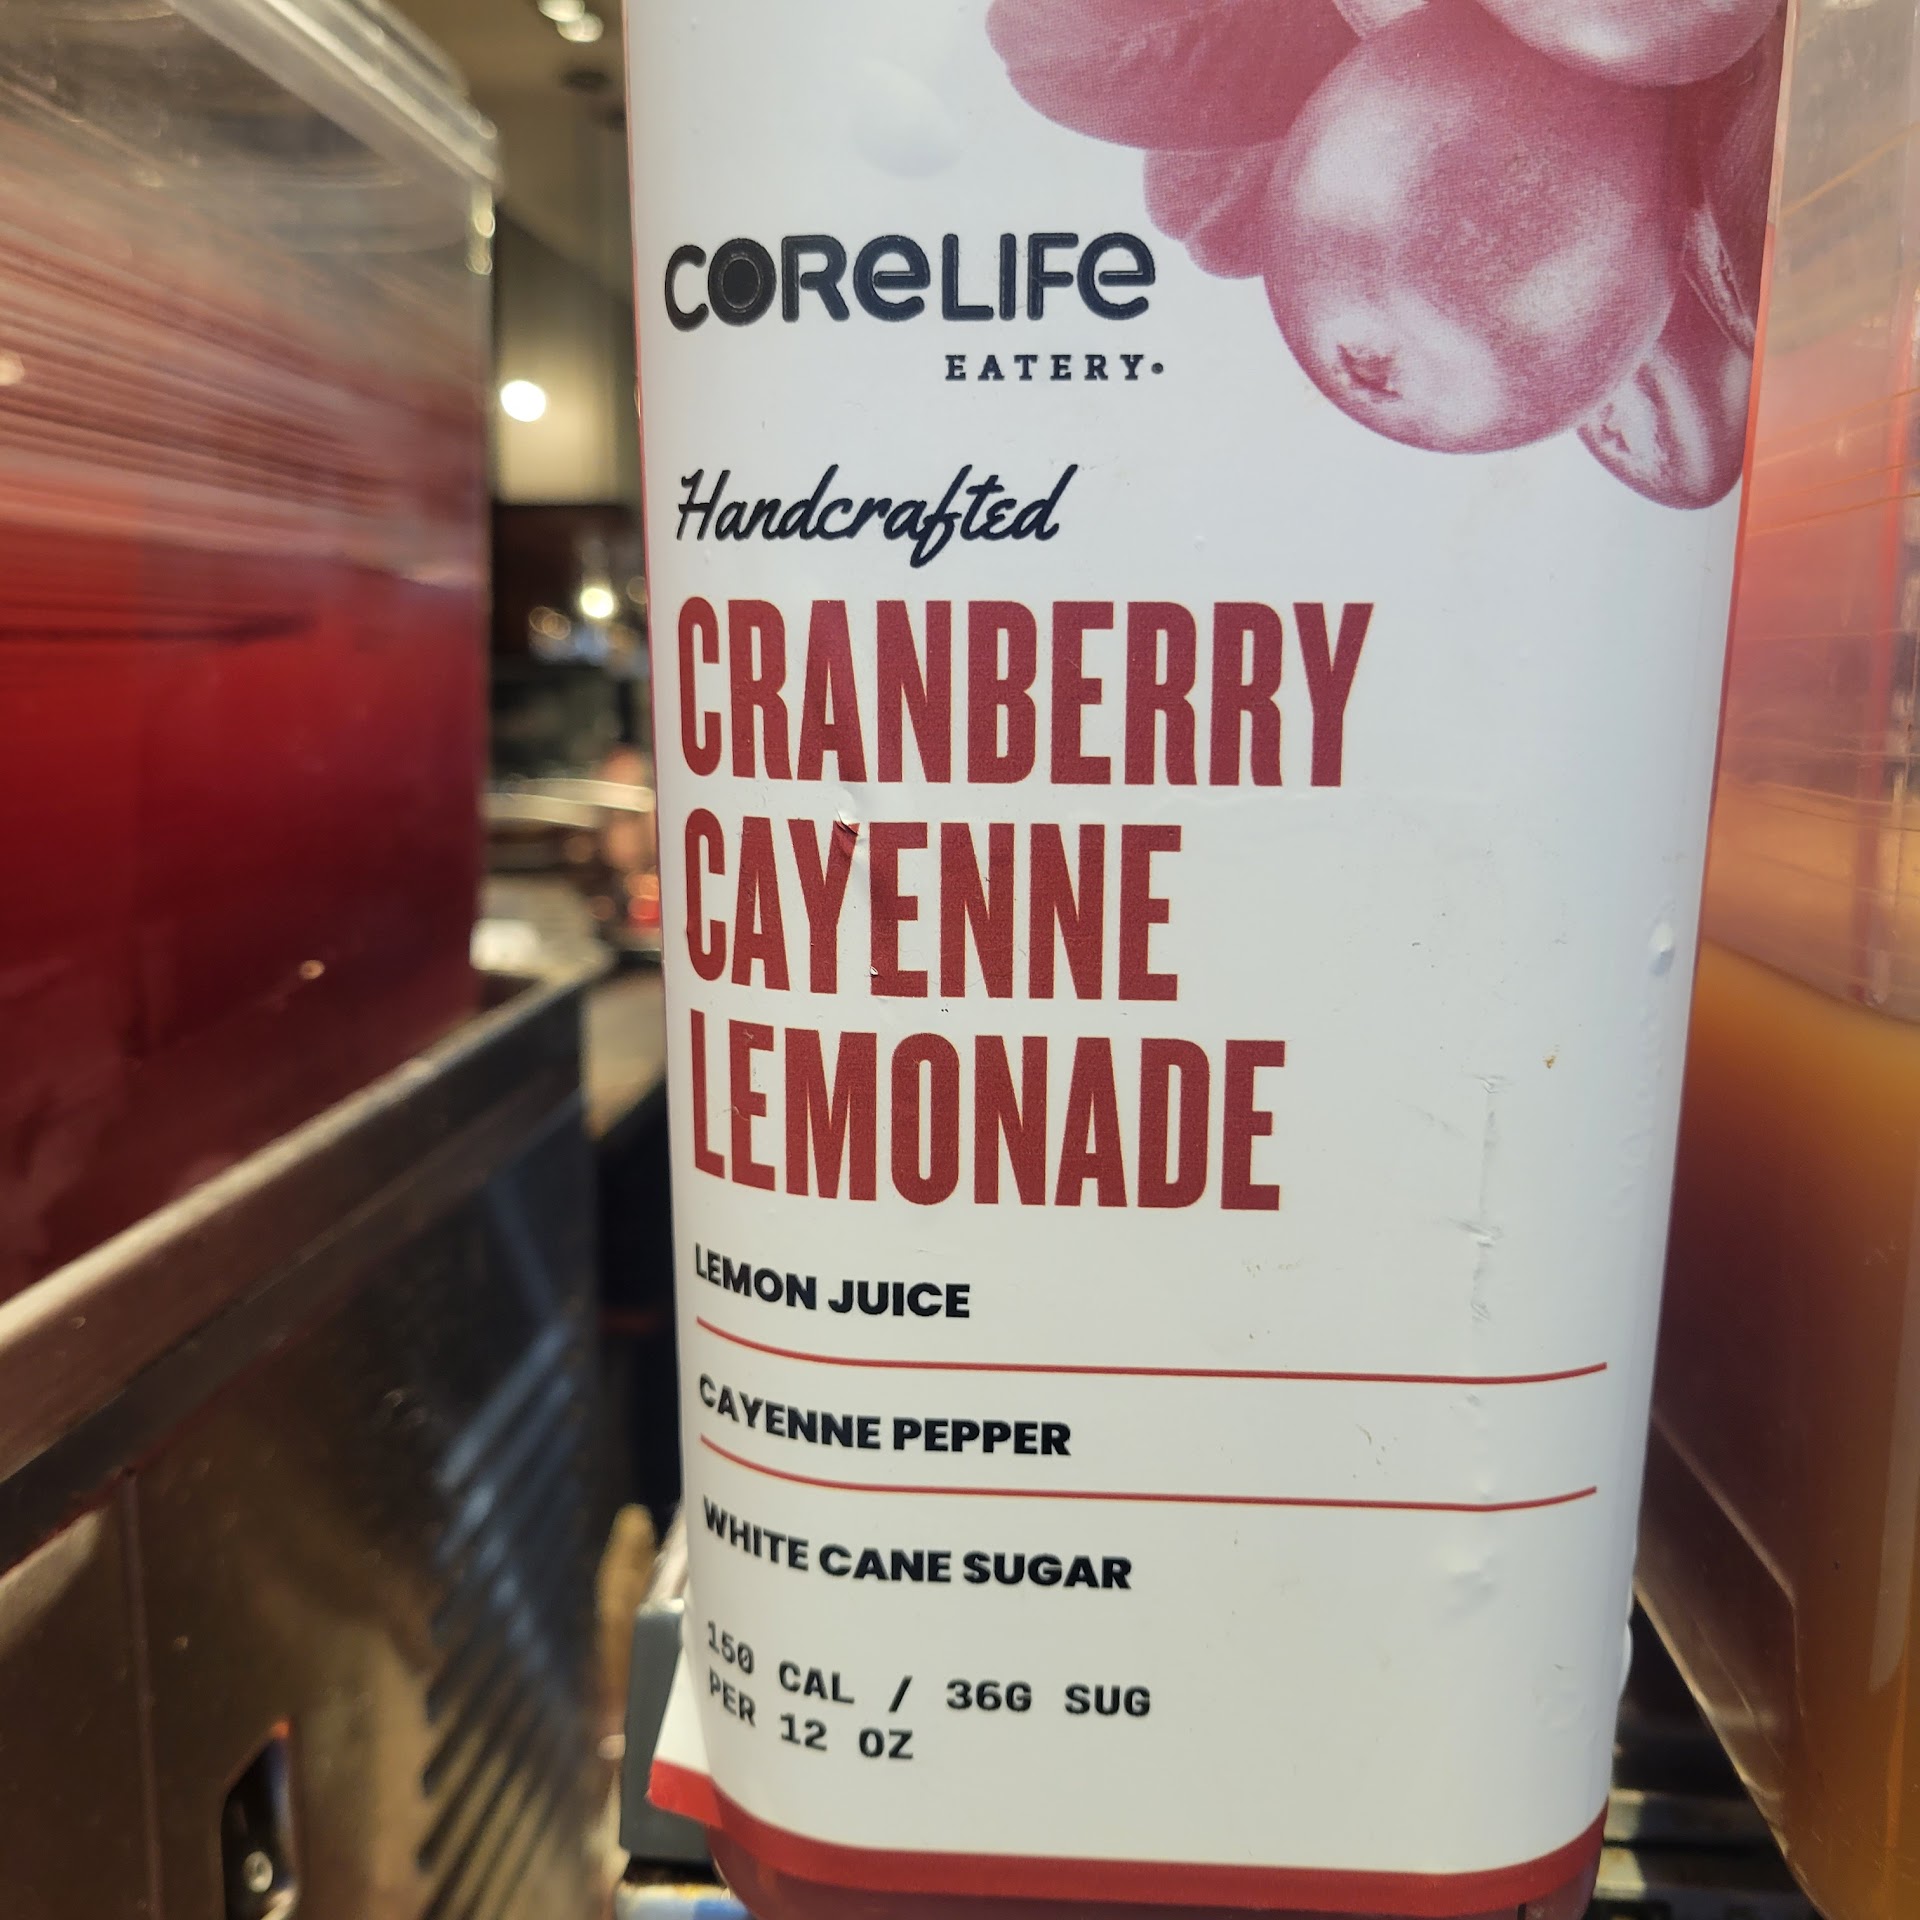 CORELIFE
EATERY
Handcrafted
CRANBERRY
CAYENNE
LEMONADE
LEMON JUICE
CAYENNE PEPPER
WHITE CANE SUGAR
150 CAL / 36G SUG
PER 12 OZ